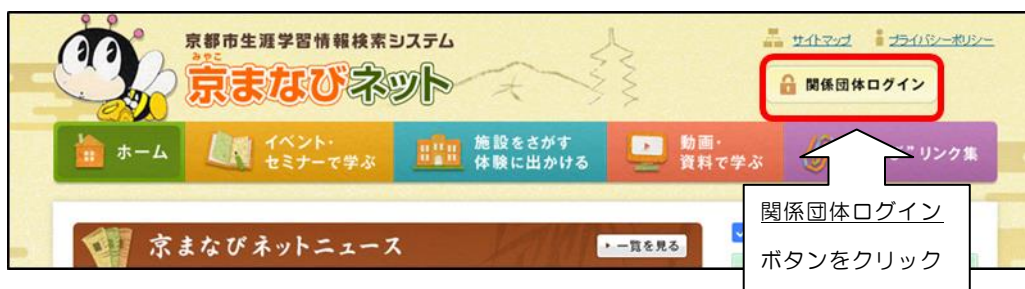 京都市生涯学習情報検索システム
みやこ
京まなびネット
サイトマップ
プライバシーポリシー
関係団体ログイン
ホーム
イベント・
セミナーで学ぶ
施設をさがす
体験に出かける
動画・
資料で学ぶ
リンク集
京まなびネットニュース
一覧を見る
関係団体ログイン
ボタンをクリック